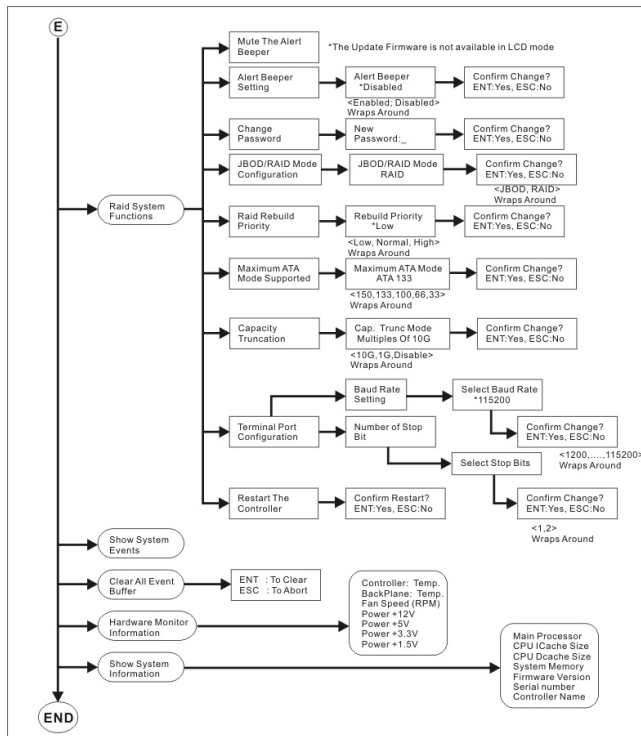 E
Mute The Alert
Beeper
*The Update Firmware is not available in LCD mode
Alert Beeper
Setting
Alert Beeper
*Disabled
Confirm Change?
ENT:Yes, ESC:No
<Enabled; Disabled>
Wraps Around
Change
Password
New
Password:_
Confirm Change?
ENT:Yes, ESC:No
JBOD/RAID Mode
Configuration
JBOD/RAID Mode
RAID
Confirm Change?
ENT:Yes, ESC:No
<JBOD, RAID>
Wraps Around
Raid System
Functions
Raid Rebuild
Priority
Rebuild Priority
*Low
Confirm Change?
ENT:Yes, ESC:No
<Low, Normal, High>
Wraps Around
Maximum ATA
Mode Supported
Maximum ATA Mode
ATA 133
Confirm Change?
ENT:Yes, ESC:No
<150,133,100,66,33>
Wraps Around
Capacity
Truncation
Cap. Trunc Mode
Multiples Of 10G
Confirm Change?
ENT:Yes, ESC:No
<10G,1G,Disable>
Wraps Around
Baud Rate
Setting
Select Baud Rate
*115200
Terminal Port
Configuration
Number of Stop
Bit
Confirm Change?
ENT:Yes, ESC:No
<1200,....,115200>
Wraps Around
Select Stop Bits
Restart The
Controller
Confirm Restart?
ENT:Yes, ESC:No
Confirm Change?
ENT:Yes, ESC:No
<1,2>
Wraps Around
Show System
Events
Clear All Event
Buffer
ENT : To Clear
ESC : To Abort
Hardware Monitor
Information
Controller: Temp.
BackPlane: Temp.
Fan Speed (RPM)
Power +12V
Power +5V
Power +3.3V
Power +1.5V
Show System
Information
Main Processor
CPU ICache Size
CPU Dcache Size
System Memory
Firmware Version
Serial number
Controller Name
END